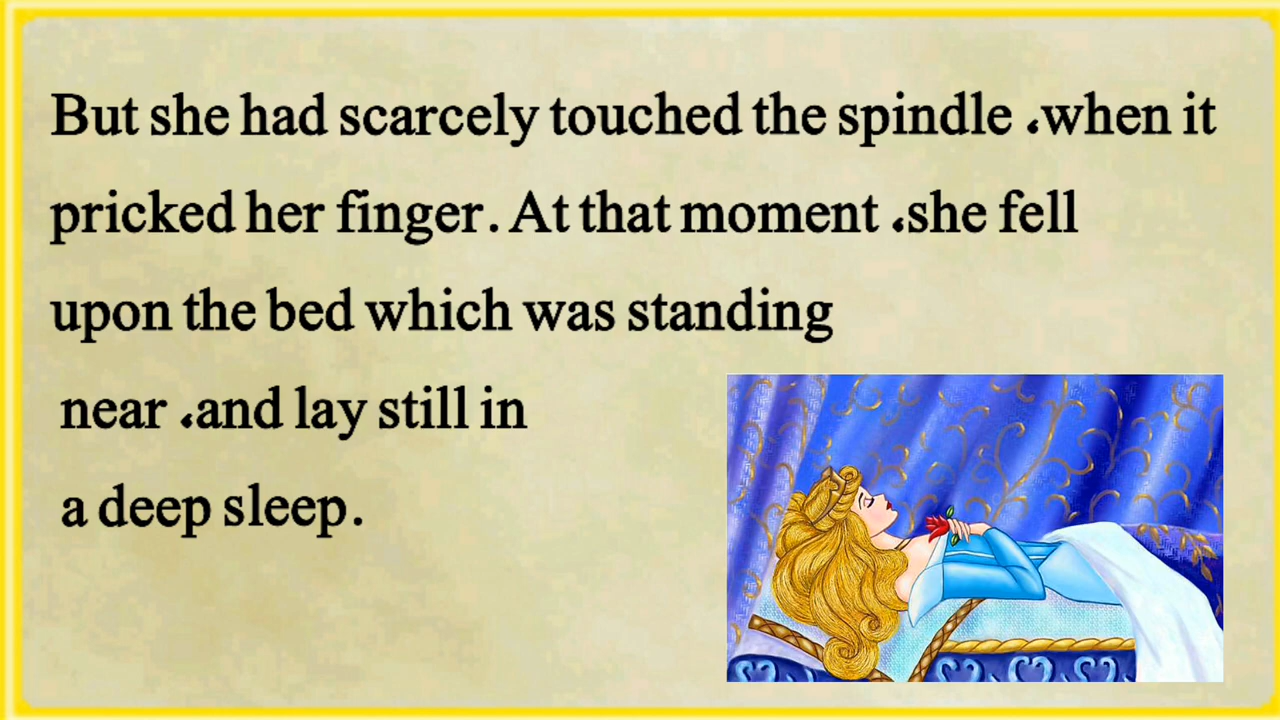 But she had scarcely touched the spindle ،when it
pricked her finger. At that moment ،she fell
upon the bed which was standing
near ،and lay still in
a deep sleep.